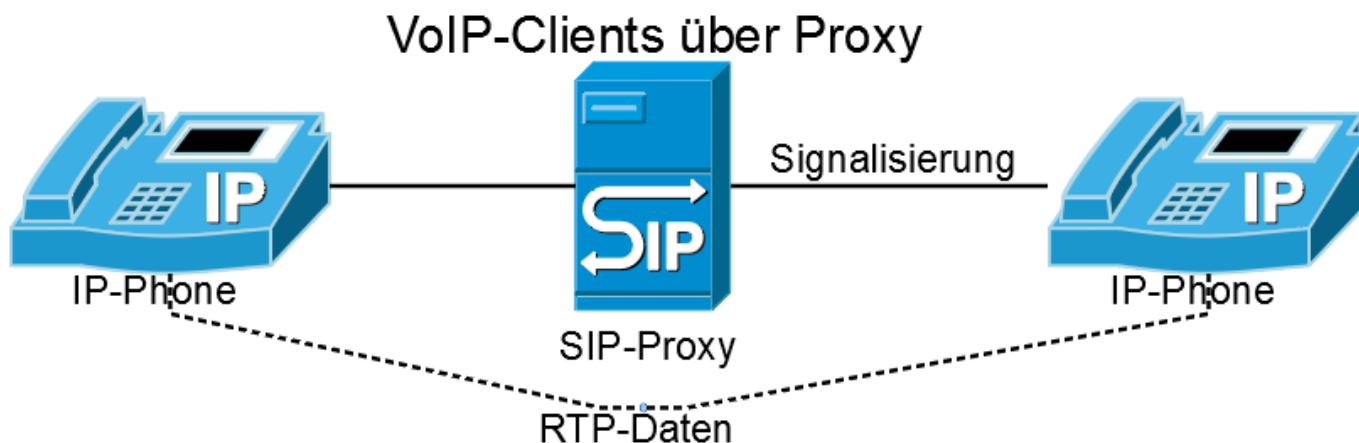 VoIP-Clients über Proxy
Signalisierung
IP
SIP
IP
IP-Phone
SIP-Proxy
IP-Phone
RTP-Daten